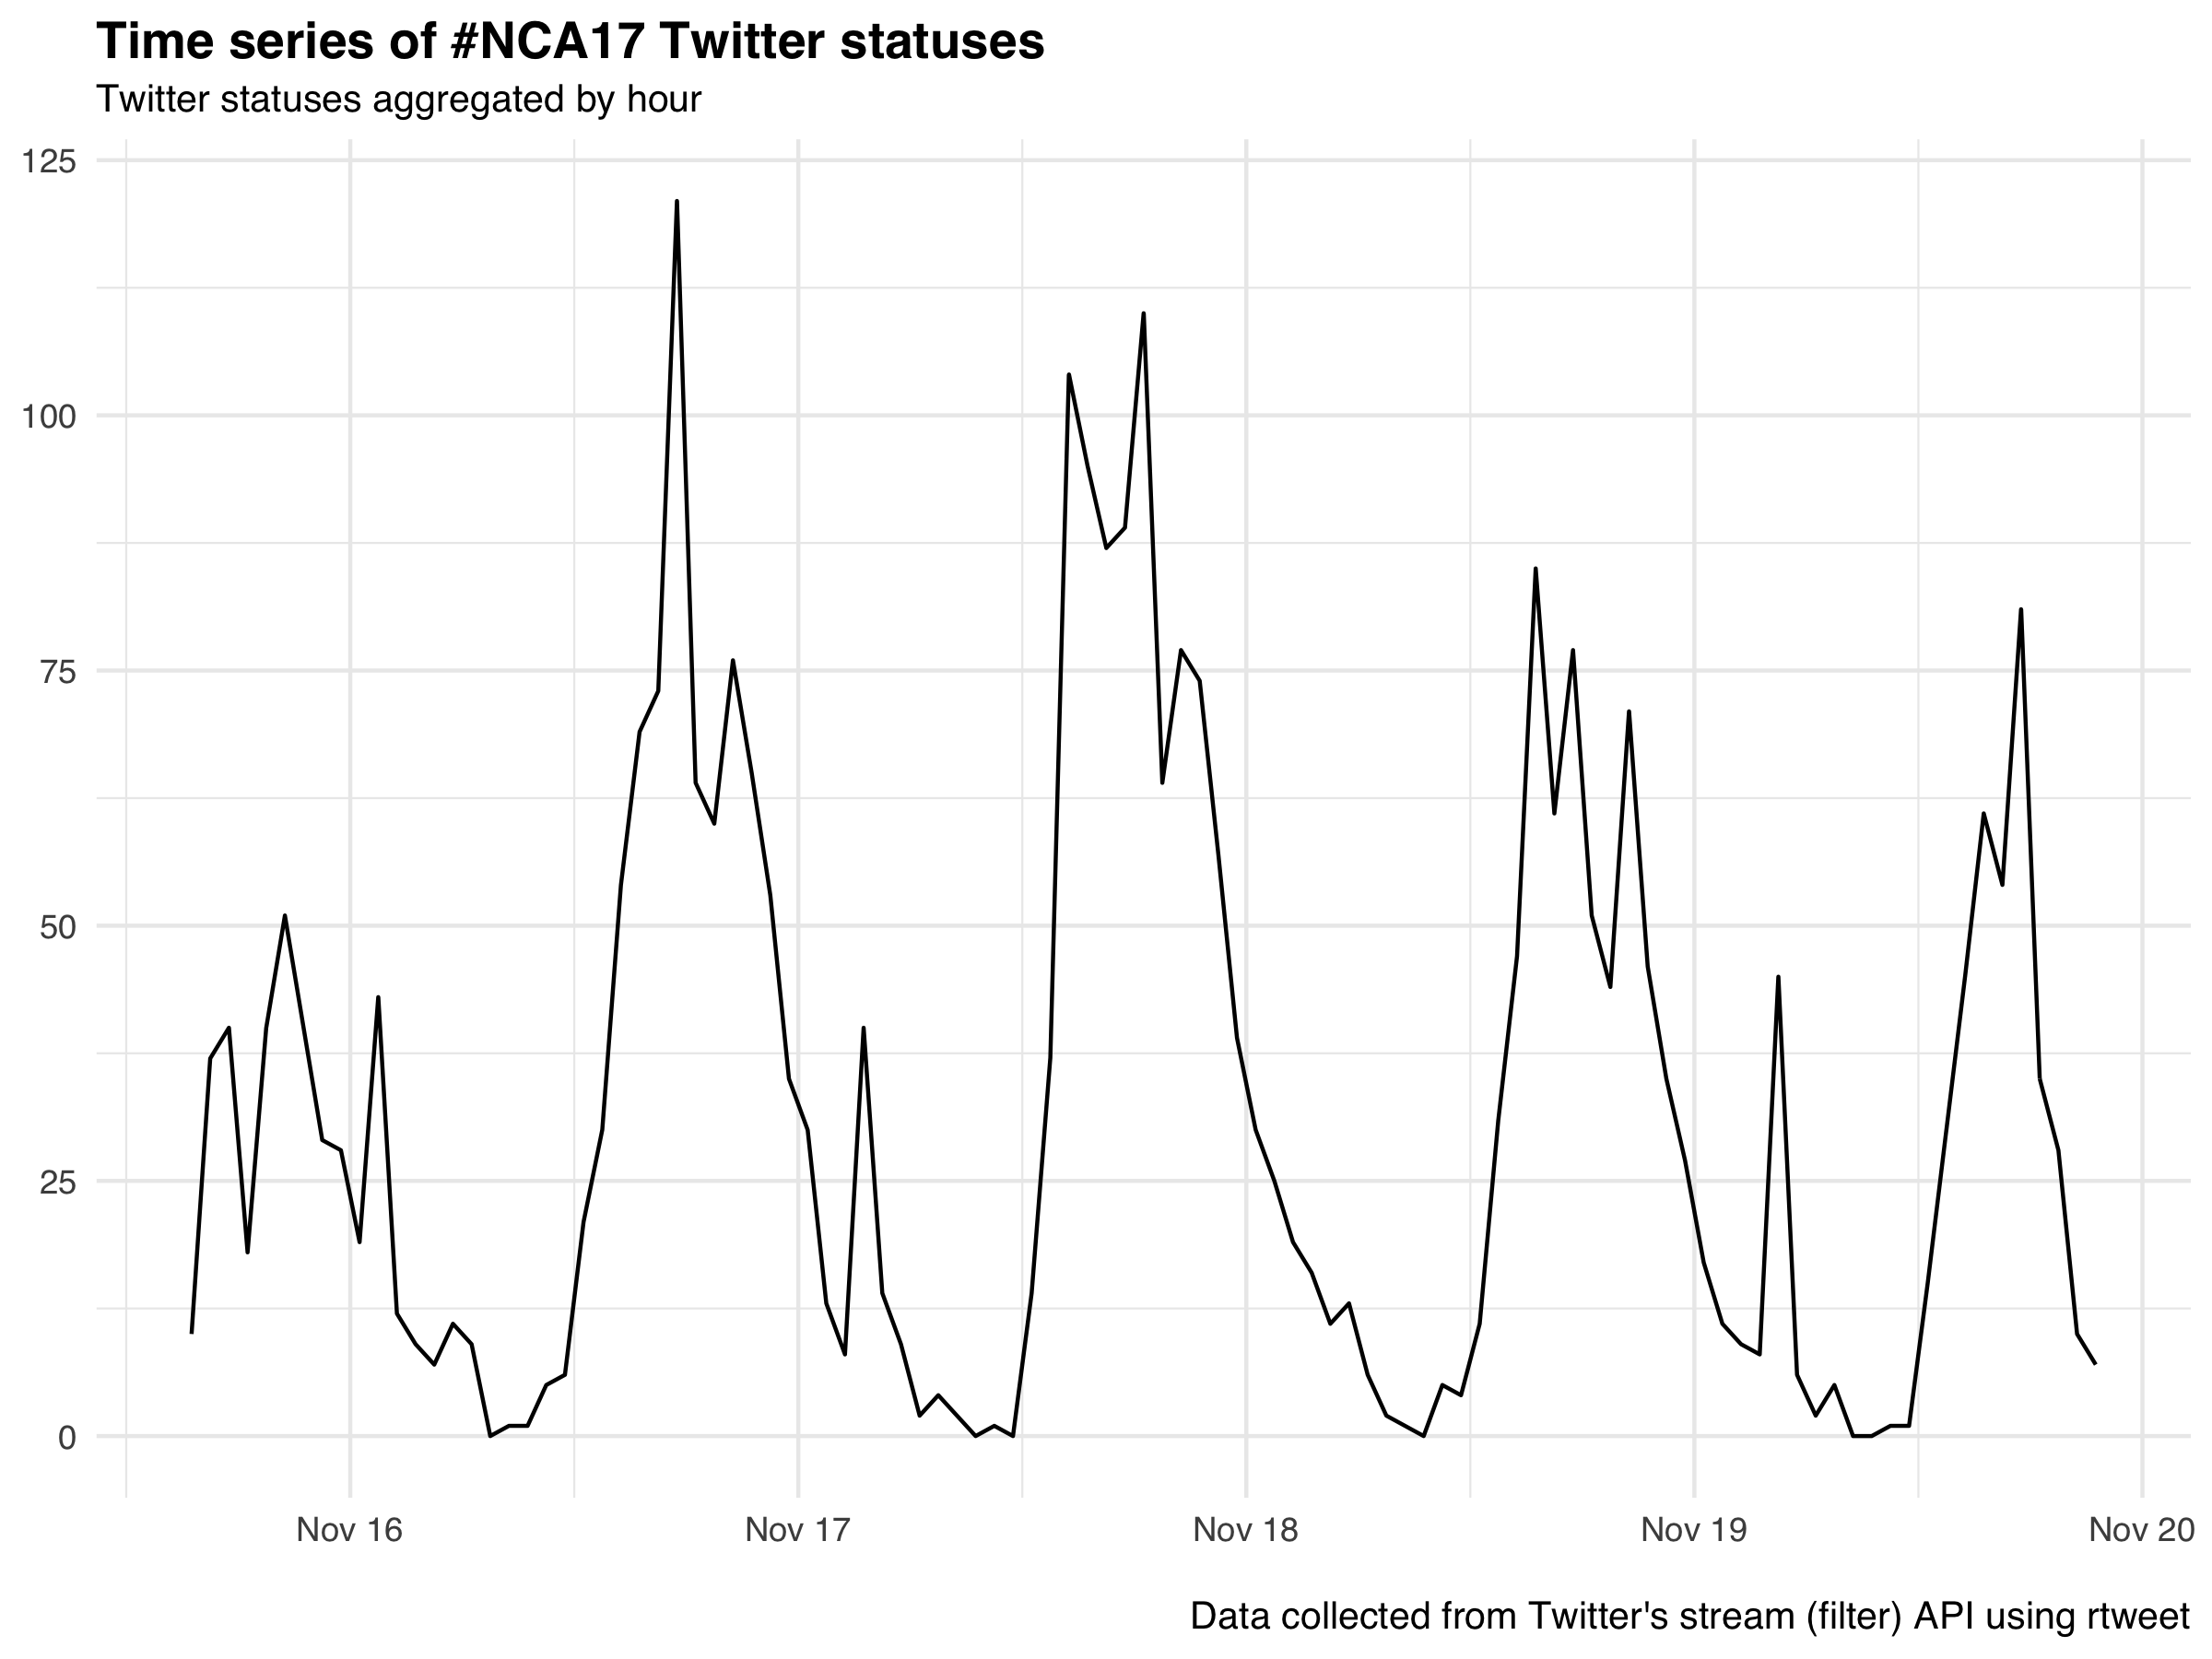 Time series of #NCA17 Twitter statuses
Twitter statuses aggregated by hour
125
100
75
50
25
0
Nov 16 Nov 17 Nov 18 Nov 19 Nov 20
Data collected from Twitter's stream (filter) API using rtweet